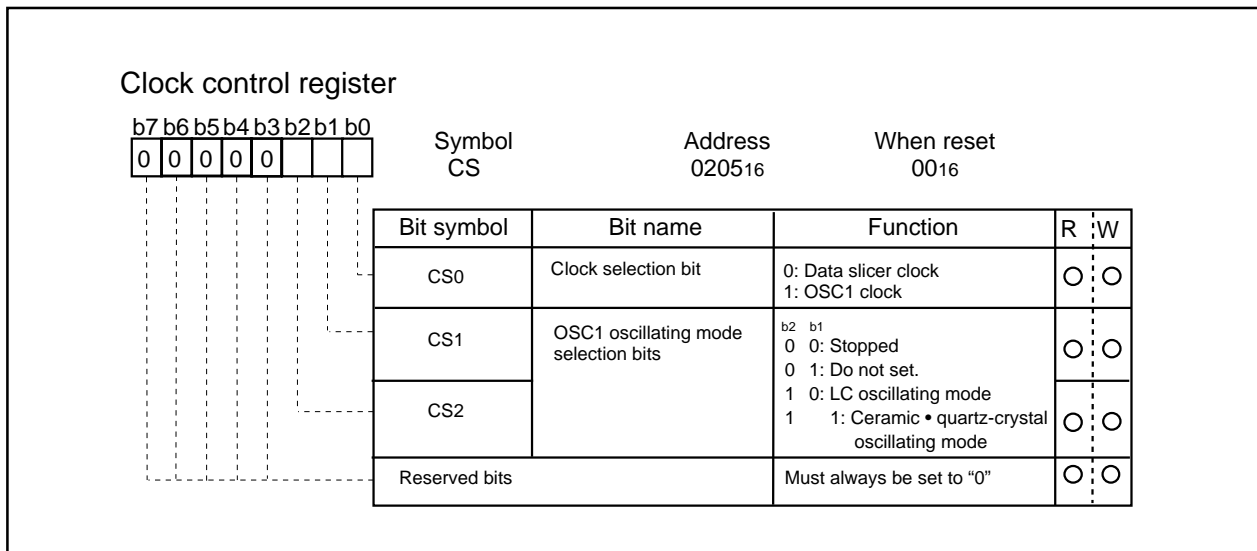 Clock control register
b7 b6 b5 b4 b3 b2 b1 b0
0 0 0 0 0
Symbol Address When reset
CS 020516 0016
Bit symbol Bit name Function R W
CS0 Clock selection bit 0: Data slicer clock
1: OSC1 clock
CS1 OSC1 oscillating mode
selection bits
b2 b1
0 0: Stopped
0 1: Do not set.
1 0: LC oscillating mode
1 1: Ceramic • quartz-crystal
oscillating mode
CS2
Reserved bits Must always be set to “0”